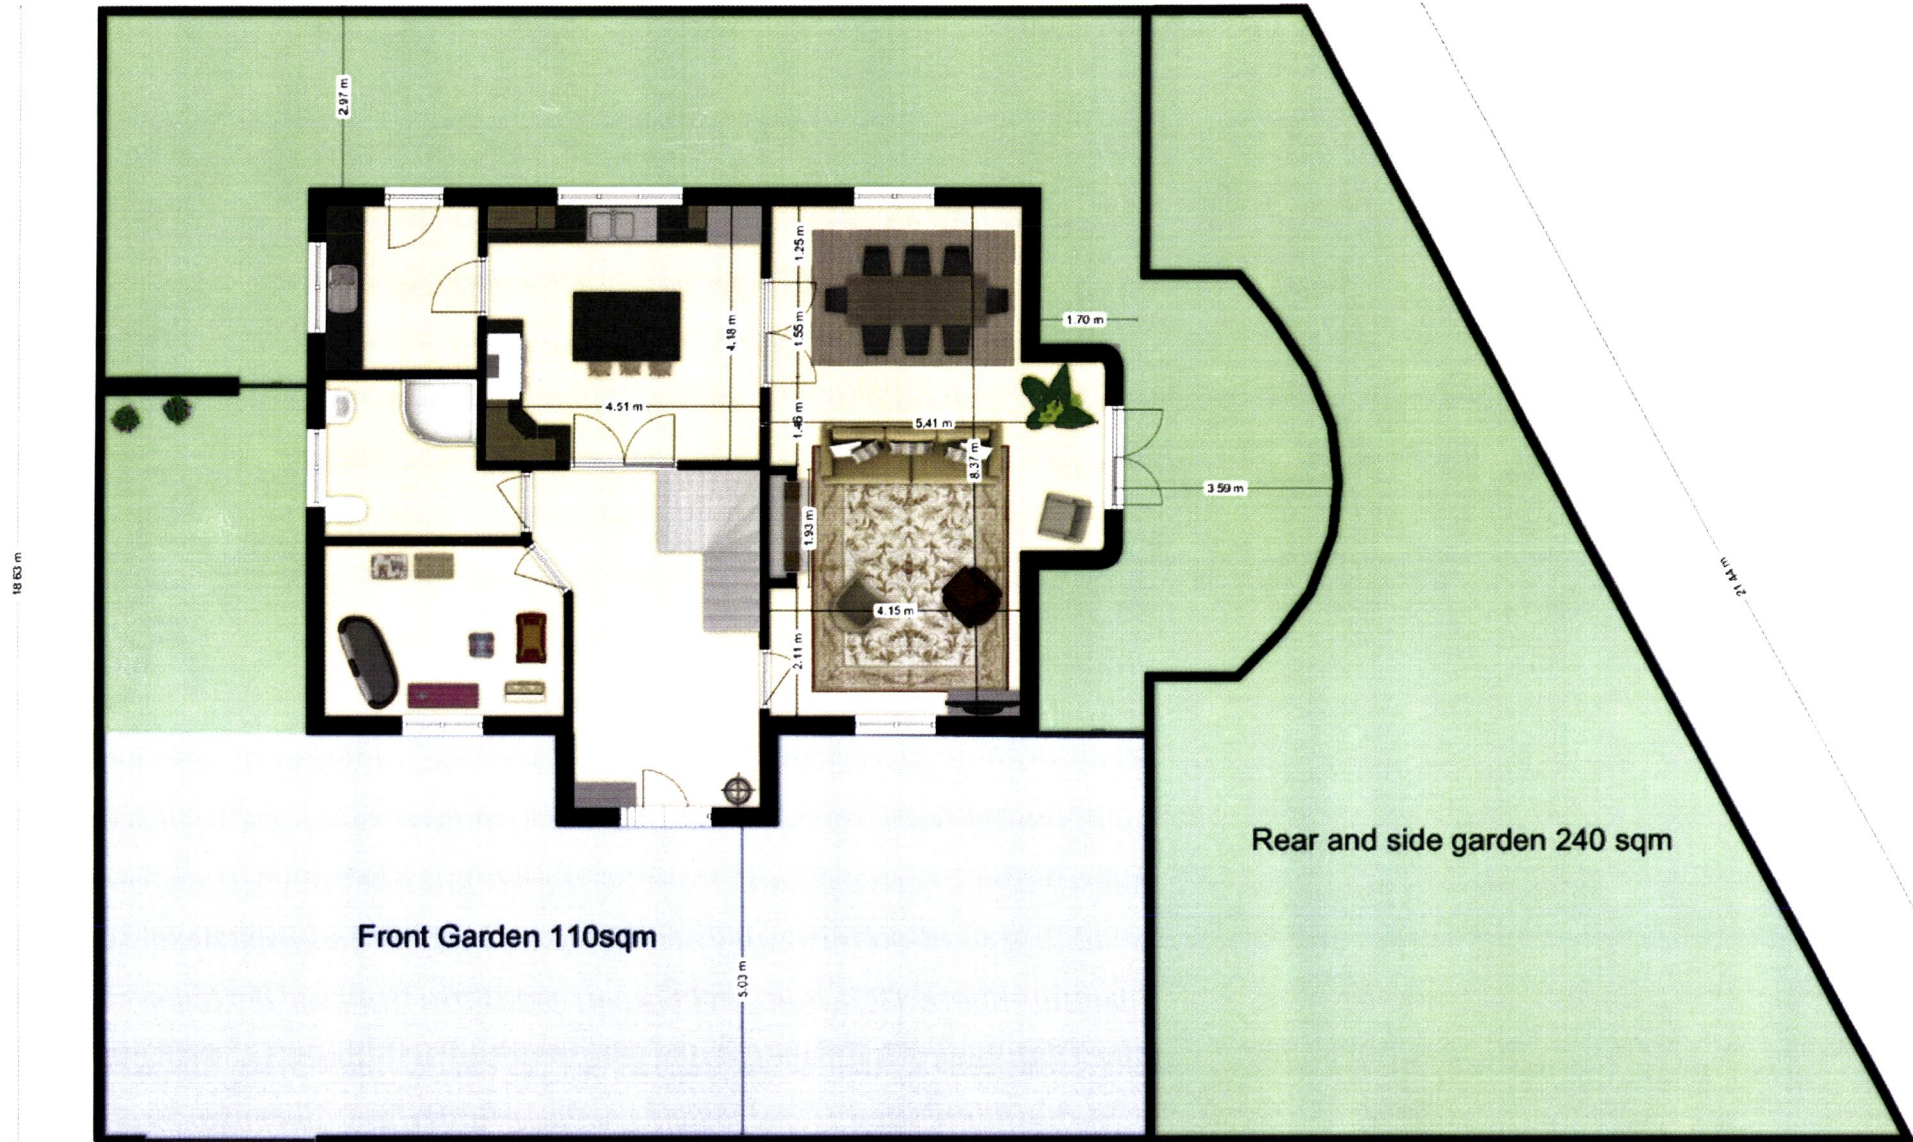 2.97 m
1.25 m
1.55 m
4.18 m
1.70 m
4.51 m
1.46 m
5.41 m
8.37 m
3.59 m
1.93 m
18.63 m
21.44 m
4.15 m
2.11 m
Rear and side garden 240 sqm
Front Garden 110sqm
5.03 m